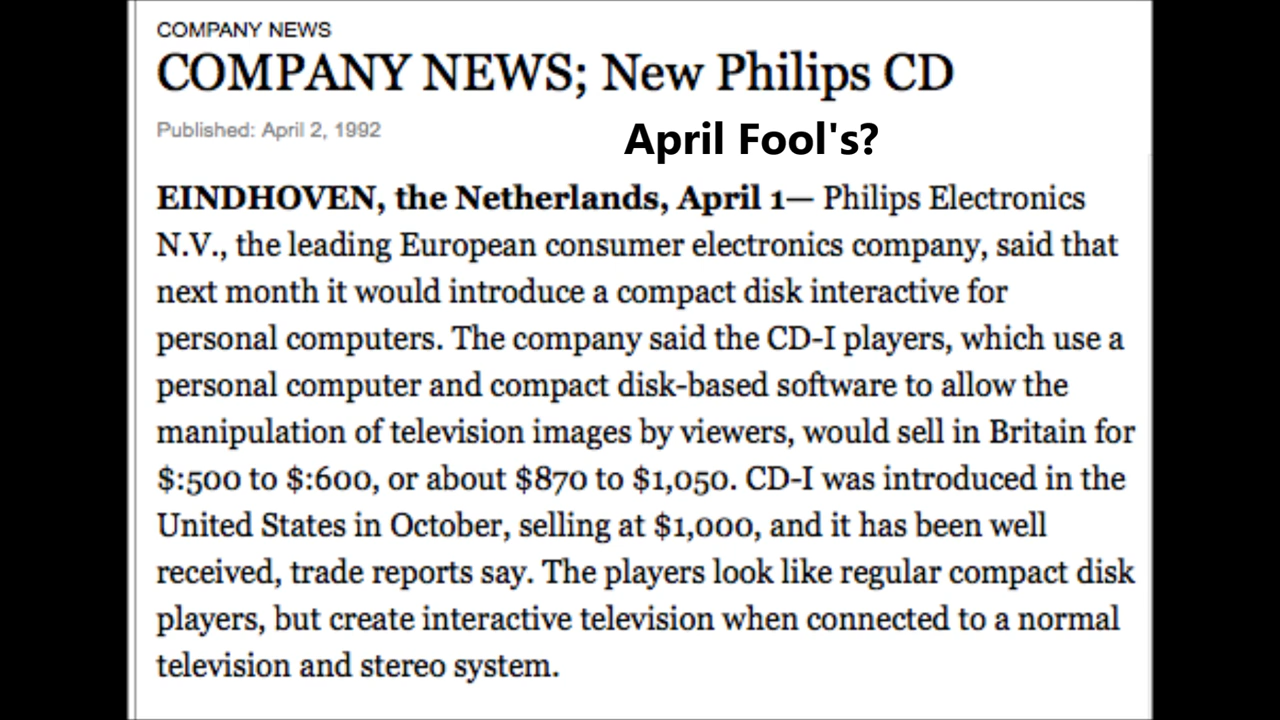 COMPANY NEWS
COMPANY NEWS; New Philips CD
Published: April 2, 1992
April Fool's?
EINDHOVEN, the Netherlands, April 1— Philips Electronics
N.V., the leading European consumer electronics company, said that
next month it would introduce a compact disk interactive for
personal computers. The company said the CD-I players, which use a
personal computer and compact disk-based software to allow the
manipulation of television images by viewers, would sell in Britain for
$:500 to $:600, or about $870 to $1,050. CD-I was introduced in the
United States in October, selling at $1,000, and it has been well
received, trade reports say. The players look like regular compact disk
players, but create interactive television when connected to a normal
television and stereo system.